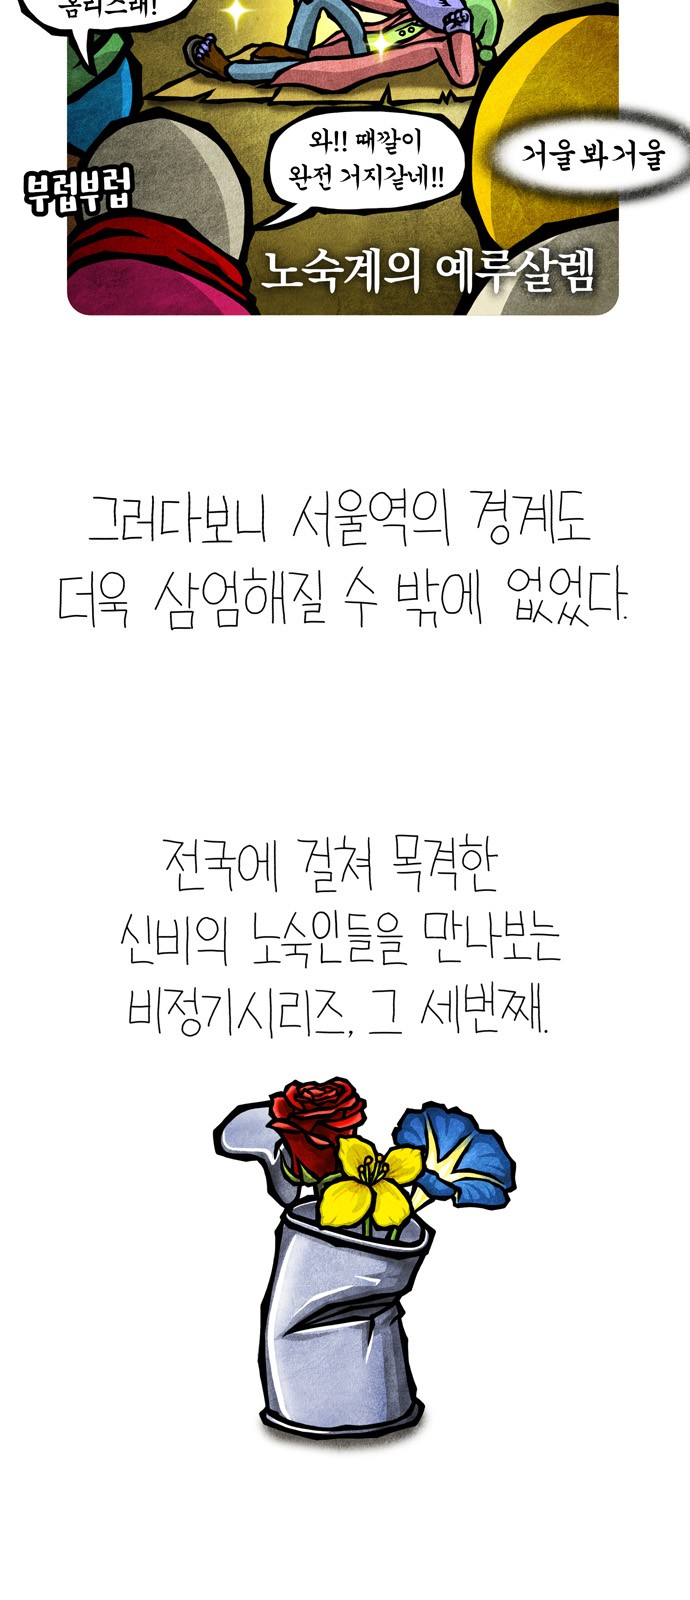 홈리스래!
와!! 때깔이
완전 거지같네!!
거울 봐 거울
부럽부럽
노숙계의 예루살렘
그러다보니 서울역의 경계도
더욱 삼엄해질 수 밖에 없었다.
전국에 걸쳐 목격한
신비의 노숙인들을 만나보는
비정기시리즈, 그 세번째.